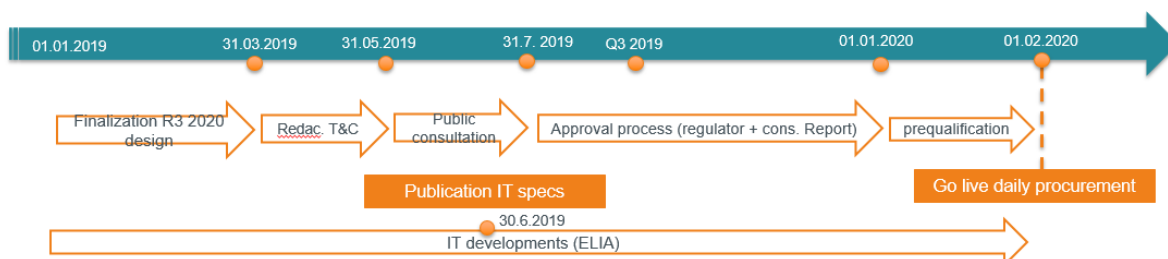 01.01.2019 31.03.2019 31.05.2019 31.7. 2019 Q3 2019 01.01.2020 01.02.2020
Finalization R3 2020
design
Redac. T&C
Public
consultation
Approval process (regulator + cons. Report)
prequalification
Publication IT specs
Go live daily procurement
30.6.2019
IT developments (ELIA)